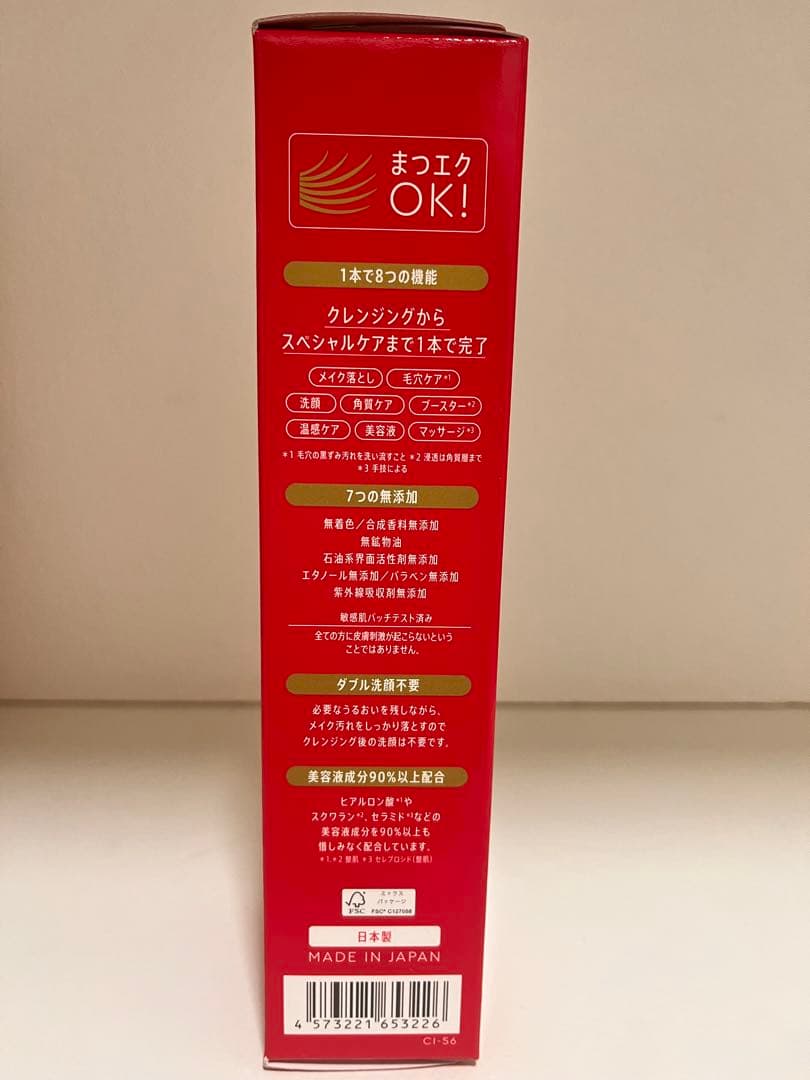 まつエク
OK!
1本で8つの機能
クレンジングから
スペシャルケアまで1本で完了
メイク落とし 毛穴ケア*1
洗顔 角質ケア ブースター*2
温感ケア 美容液 マッサージ*3
*1 毛穴の黒ずみ汚れを洗い流すこと *2 浸透は角質層まで
*3 手技による
7つの無添加
無着色／合成香料無添加
無鉱物油
石油系界面活性剤無添加
エタノール無添加／パラベン無添加
紫外線吸収剤無添加
敏感肌パッチテスト済み
全ての方に皮膚刺激が起こらないという
ことではありません。
ダブル洗顔不要
必要なうるおいを残しながら、
メイク汚れをしっかり落とすので
クレンジング後の洗顔は不要です。
美容液成分90%以上配合
ヒアルロン酸*1や
スクワラン*2、セラミド*3などの
美容液成分を90%以上も
惜しみなく配合しています。
*1,*2 整肌 *3 セレブロシド(整肌)
ミックス
パッケージ
FSC FSC® C127058
日本製
MADE IN JAPAN
4 573221 653226
CI-56